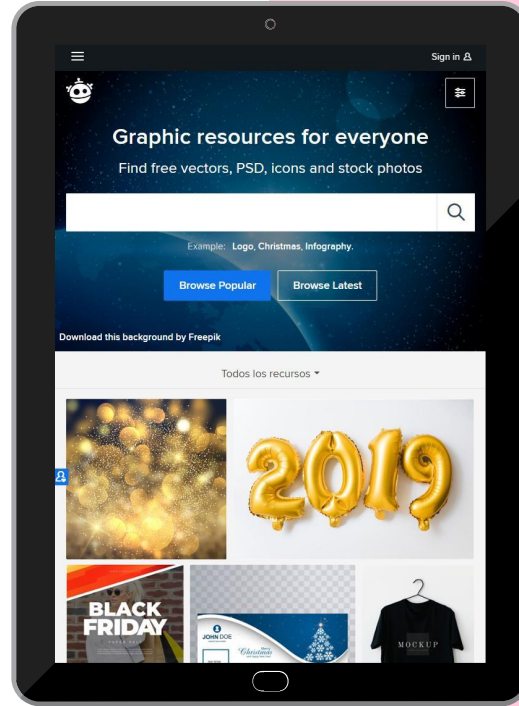 Sign in
Graphic resources for everyone
Find free vectors, PSD, icons and stock photos
Example: Logo, Christmas, Infography.
Browse Popular
Browse Latest
Download this background by Freepik
Todos los recursos
2019
BLACK
FRIDAY
JOHN DOE
Merry
Christmas
MOCKUP